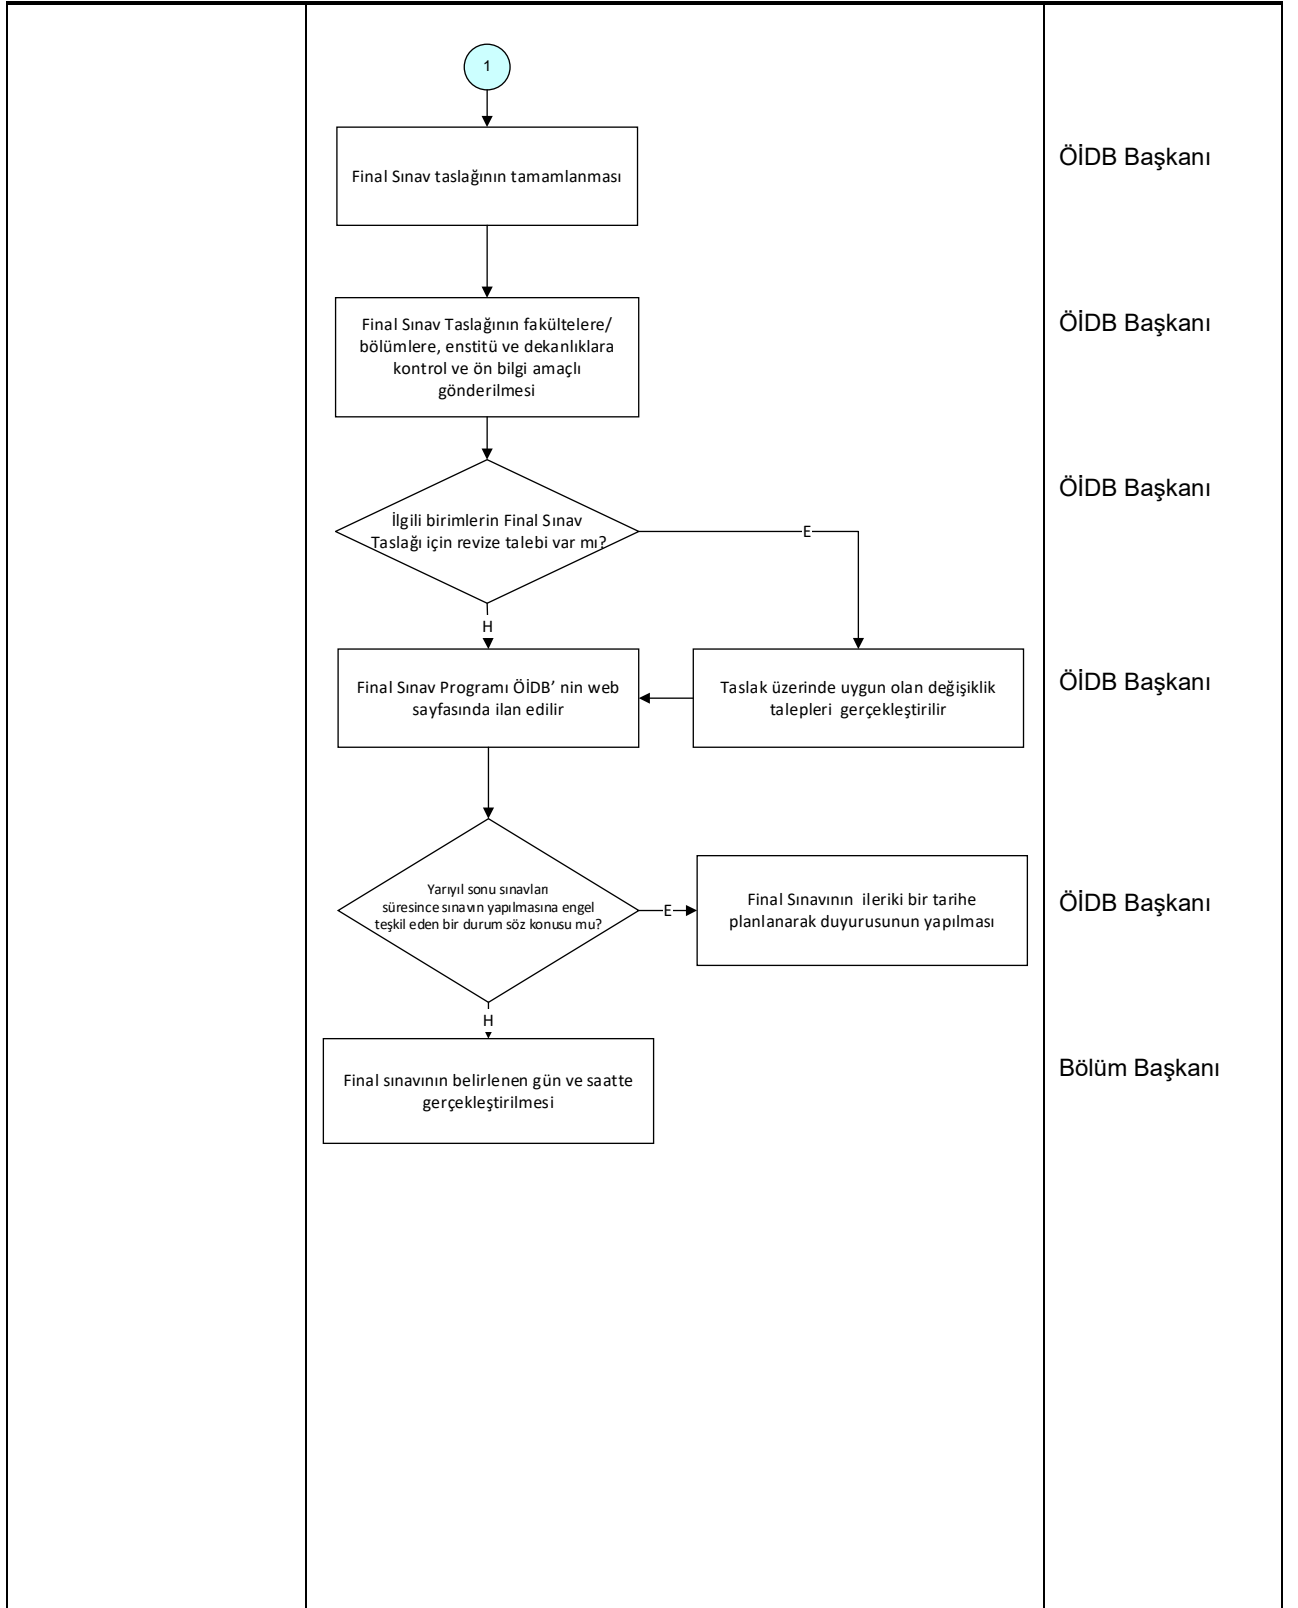 1
Final Sınav taslağının tamamlanması
ÖİDB Başkanı
Final Sınav Taslağının fakültelere/
bölümlere, enstitü ve dekanlıklara
kontrol ve ön bilgi amaçlı
gönderilmesi
ÖİDB Başkanı
İlgili birimlerin Final Sınav
Taslağı için revize talebi var mı?
E
H
ÖİDB Başkanı
Final Sınav Programı ÖİDB’ nin web
sayfasında ilan edilir
Taslak üzerinde uygun olan değişiklik
talepleri gerçekleştirilir
ÖİDB Başkanı
Yarıyıl sonu sınavları
süresince sınavın yapılmasına engel
teşkil eden bir durum söz konusu mu?
E
H
Final Sınavının ileriki bir tarihe
planlanarak duyurusunun yapılması
ÖİDB Başkanı
Final sınavının belirlenen gün ve saatte
gerçekleştirilmesi
Bölüm Başkanı